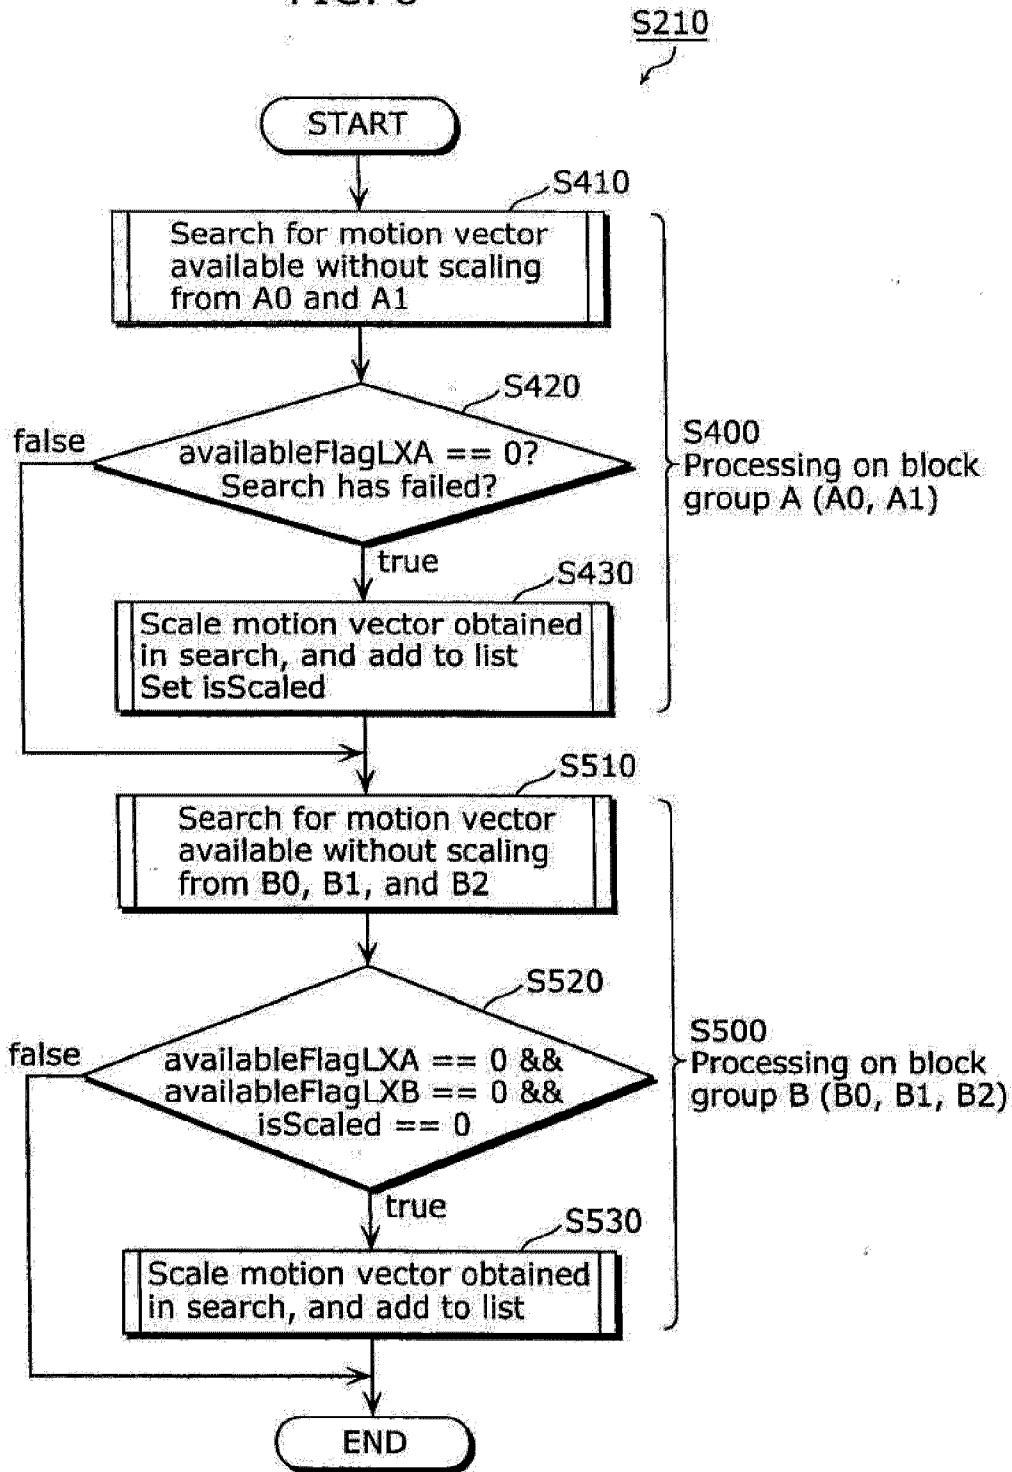 S210
START
S410
Search for motion vector
available without scaling
from A0 and A1
S420
false
availableFlagLXA == 0?
Search has failed?
true
S400
Processing on block
group A (A0, A1)
S430
Scale motion vector obtained
in search, and add to list
Set isScaled
S510
Search for motion vector
available without scaling
from B0, B1, and B2
S520
false
availableFlagLXA == 0 &&
availableFlagLXB == 0 &&
isScaled == 0
true
S500
Processing on block
group B (B0, B1, B2)
S530
Scale motion vector obtained
in search, and add to list
END